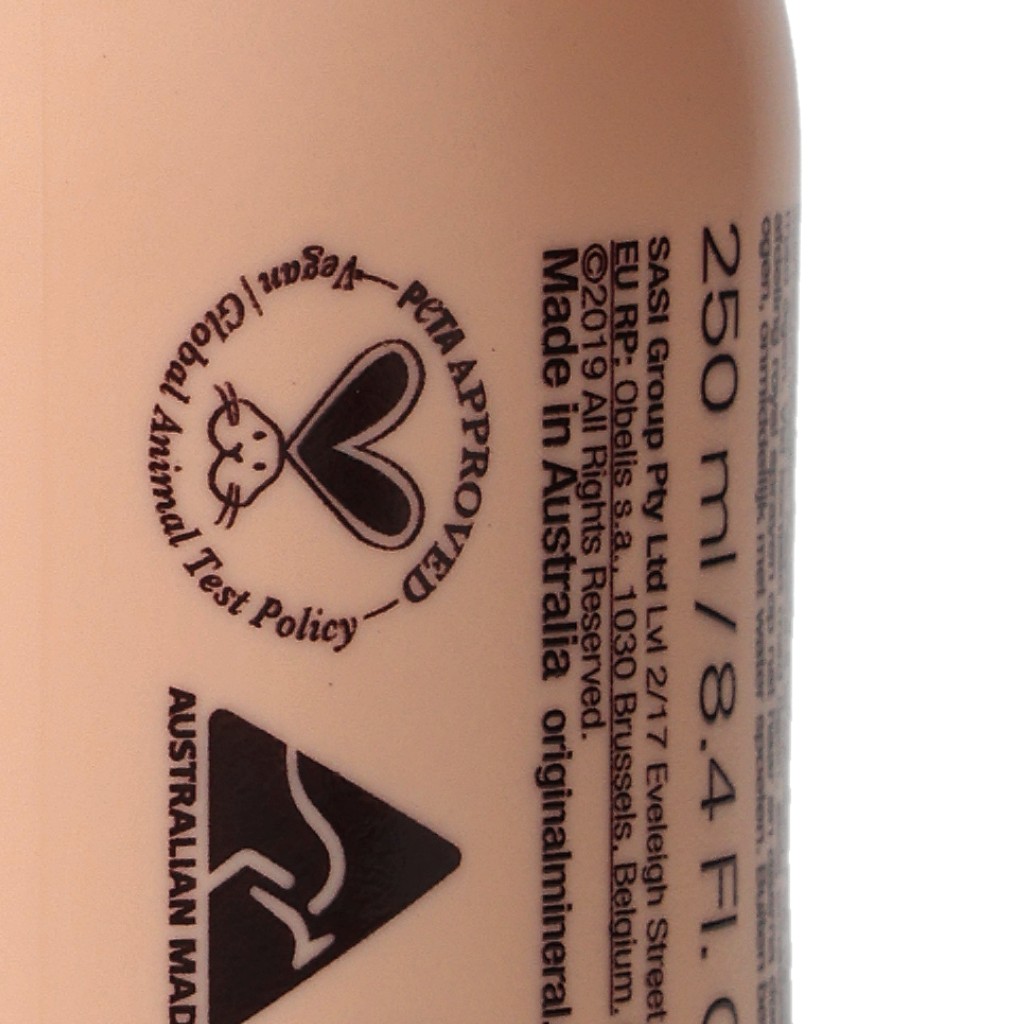 250 ml / 8.4 Fl.
SASI Group Pty Ltd Lvl 2/17 Eveleigh Street
EU RP: Obelis s.a., 1030 Brussels, Belgium.
©2019 All Rights Reserved.
Made in Australia originalmineral.
PETA APPROVED
Vegan | Global Animal Test Policy
AUSTRALIAN MAD